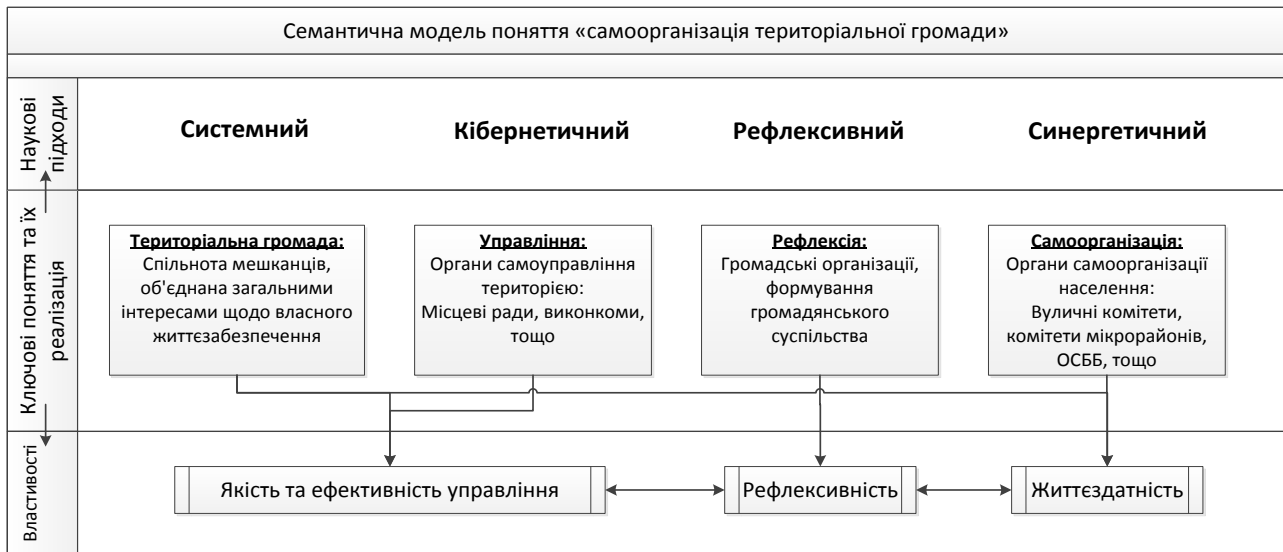 Семантична модель поняття «самоорганізація територіальної громади»
Наукові
підходи
Системний
Кібернетичний
Рефлексивний
Синергетичний
Ключові поняття та їх
реалізація
Територіальна громада:
Спільнота мешканців,
об'єднана загальними
інтересами щодо власного
життєзабезпечення
Управління:
Органи самоуправління
територією:
Місцеві ради, виконкоми,
тощо
Рефлексія:
Громадські організації,
формування
громадянського
суспільства
Самоорганізація:
Органи самоорганізації
населення:
Вуличні комітети,
комітети мікрорайонів,
ОСББ, тощо
Властивості
Якість та ефективність управління
Рефлексивність
Життєздатність